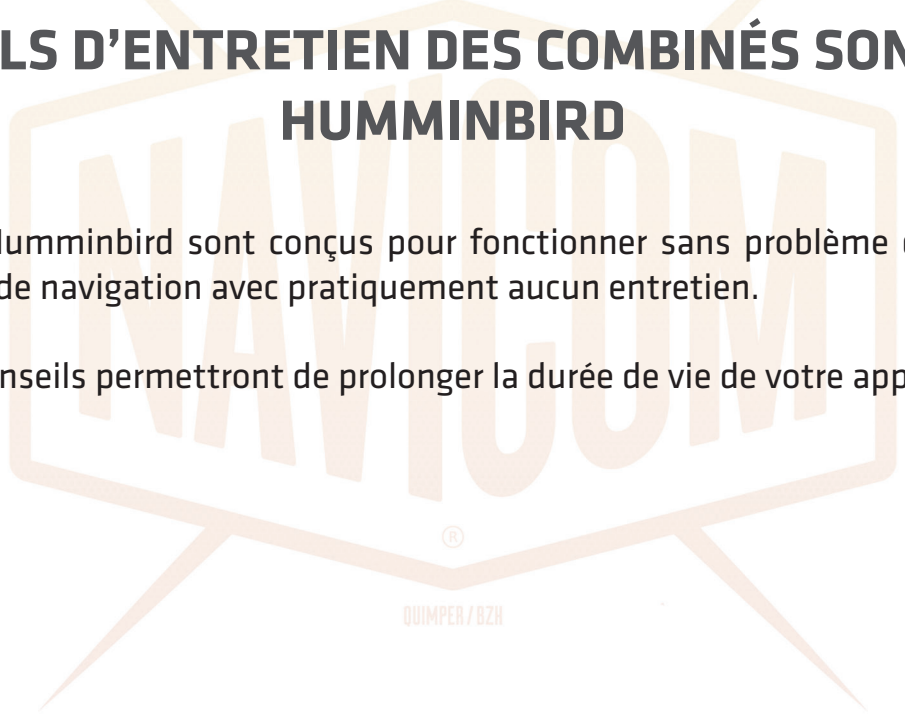 LS D’ENTRETIEN DES COMBINÉS SON
HUMMINBIRD
Humminbird sont conçus pour fonctionner sans problème
de navigation avec pratiquement aucun entretien.
nseils permettront de prolonger la durée de vie de votre app
NAVICOM
®
QUIMPER / BZH